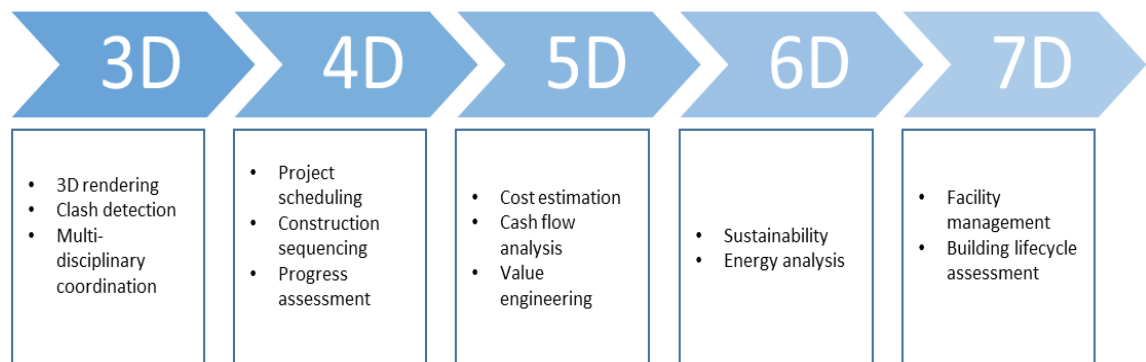 3D
4D
5D
6D
7D
• 3D rendering
• Clash detection
• Multi-
disciplinary
coordination
• Project
scheduling
• Construction
sequencing
• Progress
assessment
• Cost estimation
• Cash flow
analysis
• Value
engineering
• Sustainability
• Energy analysis
• Facility
management
• Building lifecycle
assessment